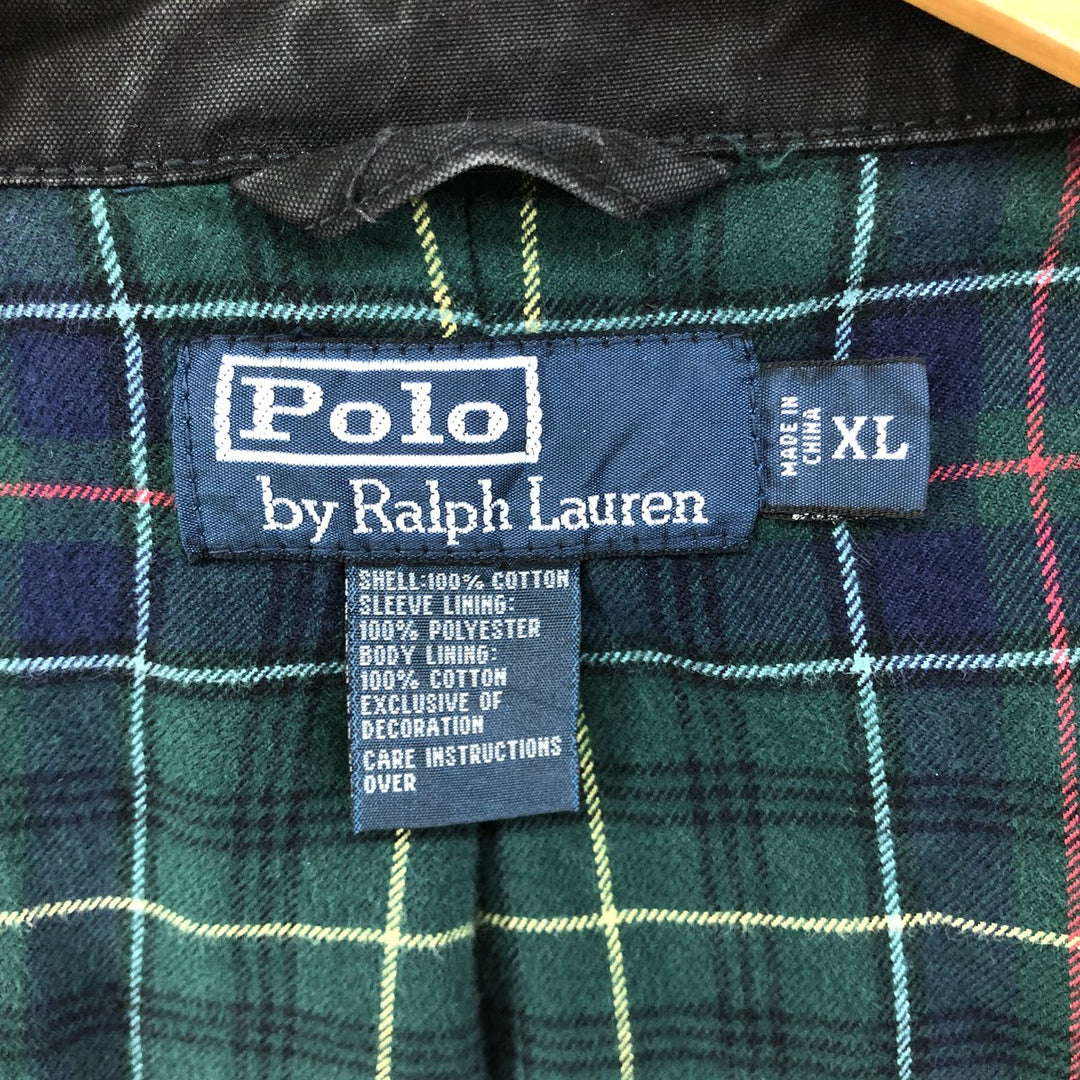 Polo
by Ralph Lauren
MADE IN
CHINA
XL
SHELL:100% COTTON
SLEEVE LINING:
100% POLYESTER
BODY LINING:
100% COTTON
EXCLUSIVE OF
DECORATION
CARE INSTRUCTIONS
OVER